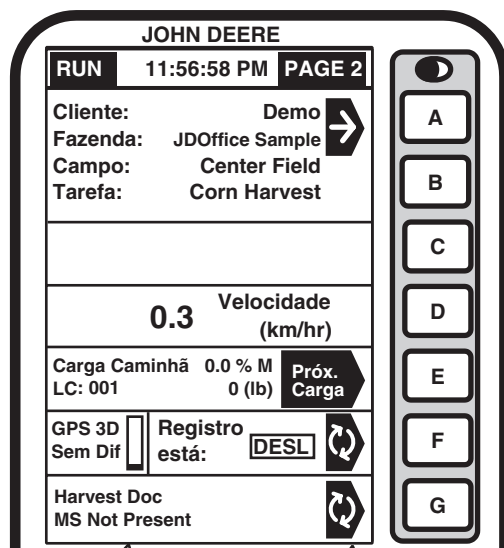 JOHN DEERE
RUN 11:56:58 PM PAGE 2
Cliente: Demo
Fazenda: JDOffice Sample
Campo: Center Field
Tarefa: Corn Harvest
0.3 Velocidade
(km/hr)
Carga Caminhã 0.0 % M Próx.
LC: 001 0 (lb) Carga
GPS 3D Registro
Sem Dif está: DESL
Harvest Doc
MS Not Present
A
B
C
D
E
F
G